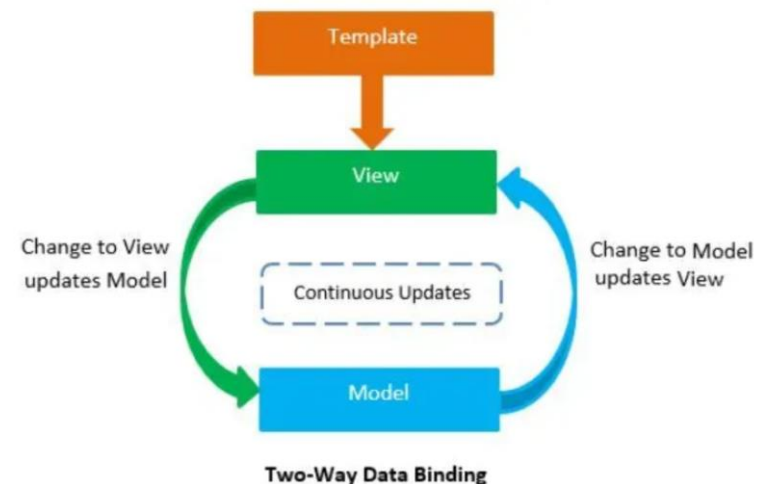 Template
View
Change to View
updates Model
Change to Model
updates View
Continuous Updates
Model
Two-Way Data Binding